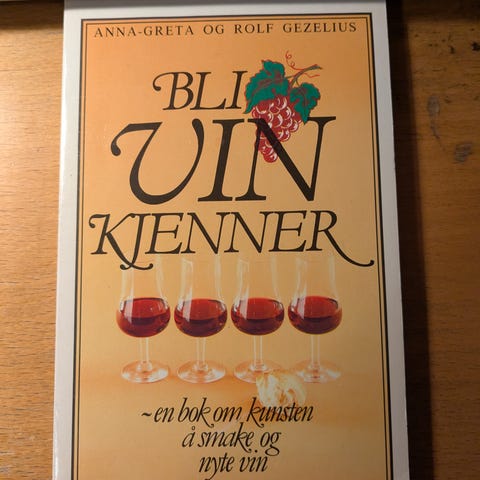 ANNA-GRETA OG ROLF GEZELIUS
BLI
VIN
KJENNER
~en bok om kunsten
å smake og
nyte vin